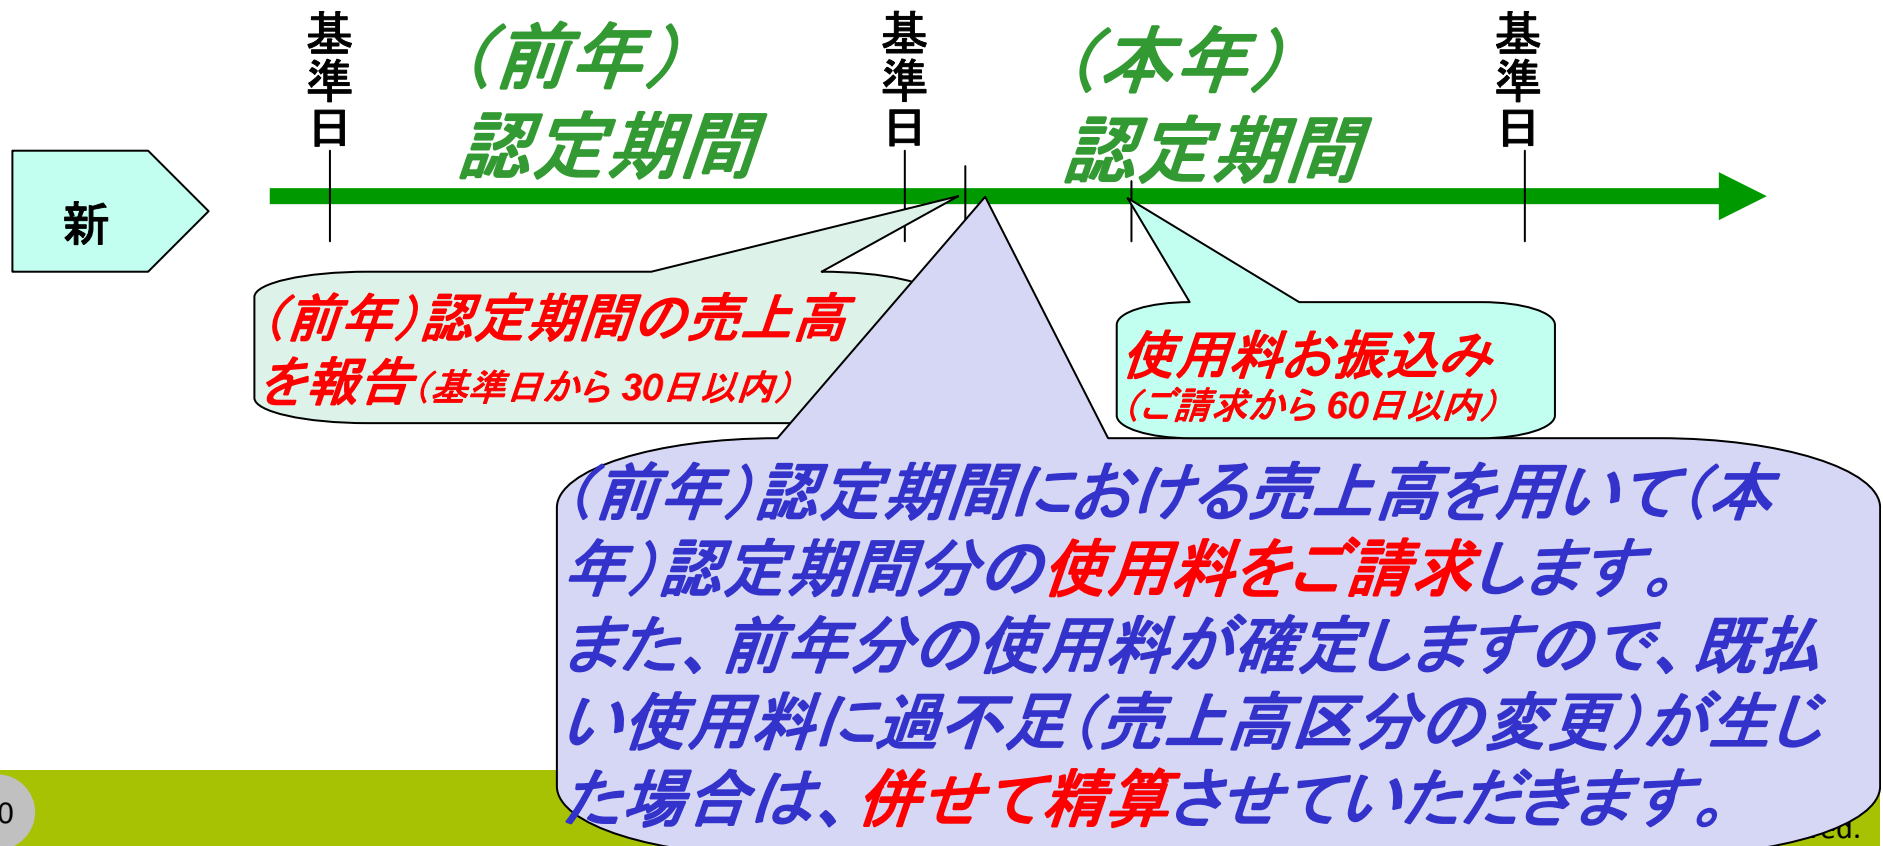 基準日
(前年)
認定期間
基準日
(本年)
認定期間
基準日
新
(前年)認定期間の売上高
を報告(基準日から30日以内)
使用料お振込み
(ご請求から60日以内)
(前年)認定期間における売上高を用いて(本
年)認定期間分の使用料をご請求します。
また、前年分の使用料が確定しますので、既払
い使用料に過不足(売上高区分の変更)が生じ
た場合は、併せて精算させていただきます。
0